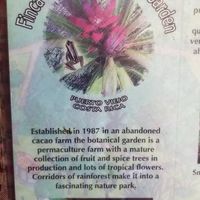 Finca
Garden
PUERTO VIEJO
COSTA RICA
Established in 1987 in an abandoned
cacao farm the botanical garden is a
permaculture farm with a mature
collection of fruit and spice trees in
production and lots of tropical flowers.
Corridors of rainforest make it into a
fascinating nature park.